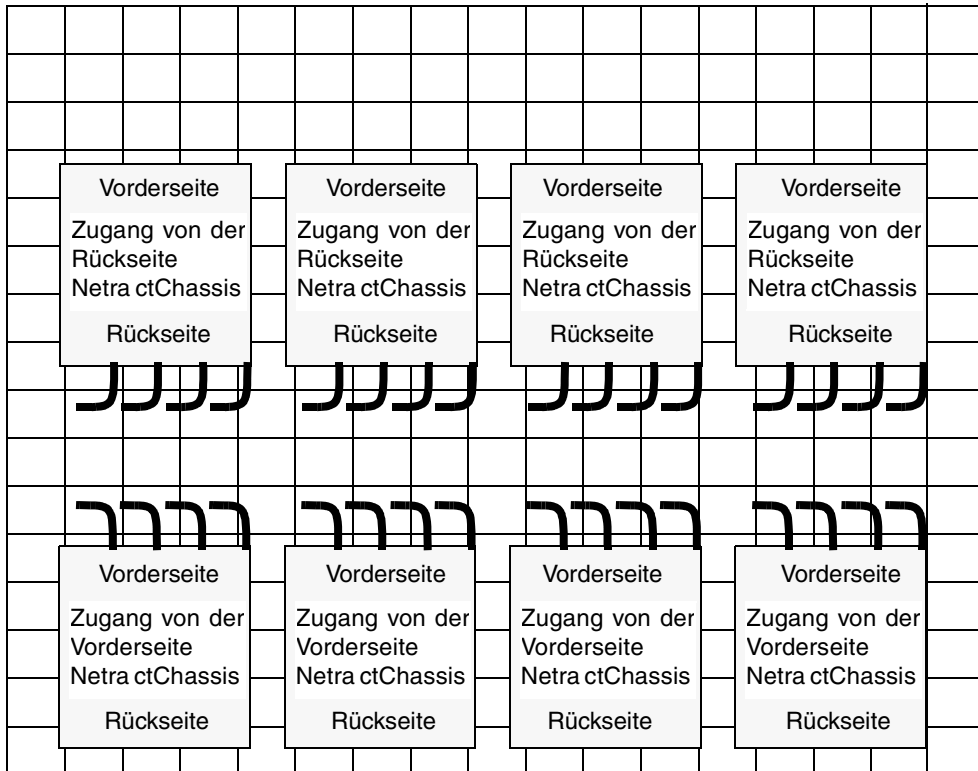 Vorderseite
Zugang von der
Rückseite
Netra ctChassis
Rückseite
Vorderseite
Zugang von der
Rückseite
Netra ctChassis
Rückseite
Vorderseite
Zugang von der
Rückseite
Netra ctChassis
Rückseite
Vorderseite
Zugang von der
Rückseite
Netra ctChassis
Rückseite
Vorderseite
Zugang von der
Vorderseite
Netra ctChassis
Rückseite
Vorderseite
Zugang von der
Vorderseite
Netra ctChassis
Rückseite
Vorderseite
Zugang von der
Vorderseite
Netra ctChassis
Rückseite
Vorderseite
Zugang von der
Vorderseite
Netra ctChassis
Rückseite